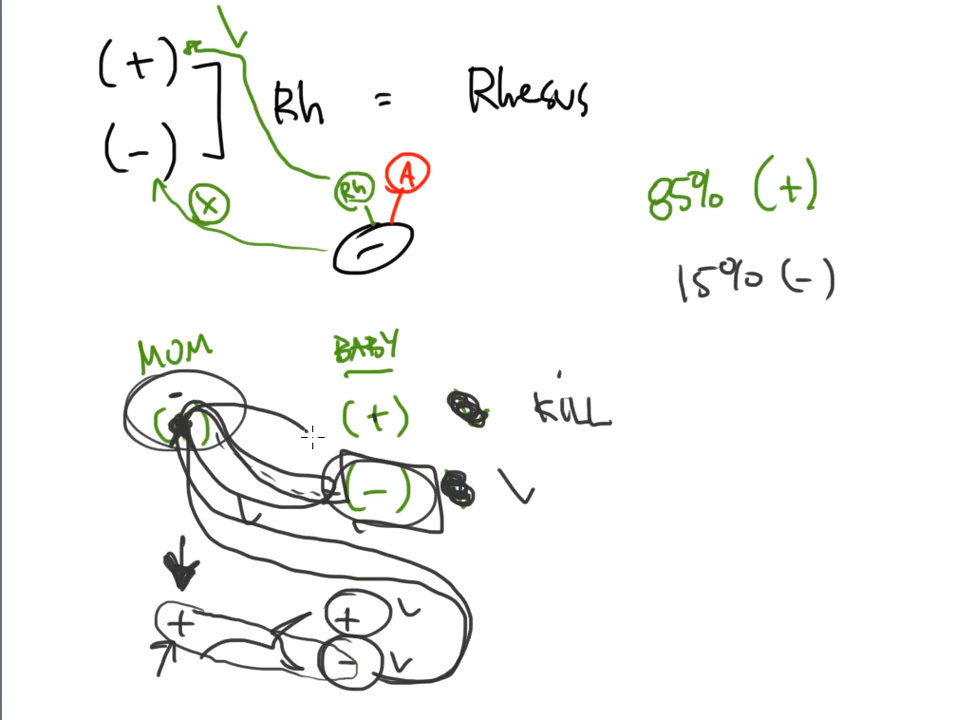 (+)
(-)
Rh = Rhesus
Rh
A
X
85% (+)
15% (-)
MOM
BABY
-
(+) KILL
(-)
+
+
-